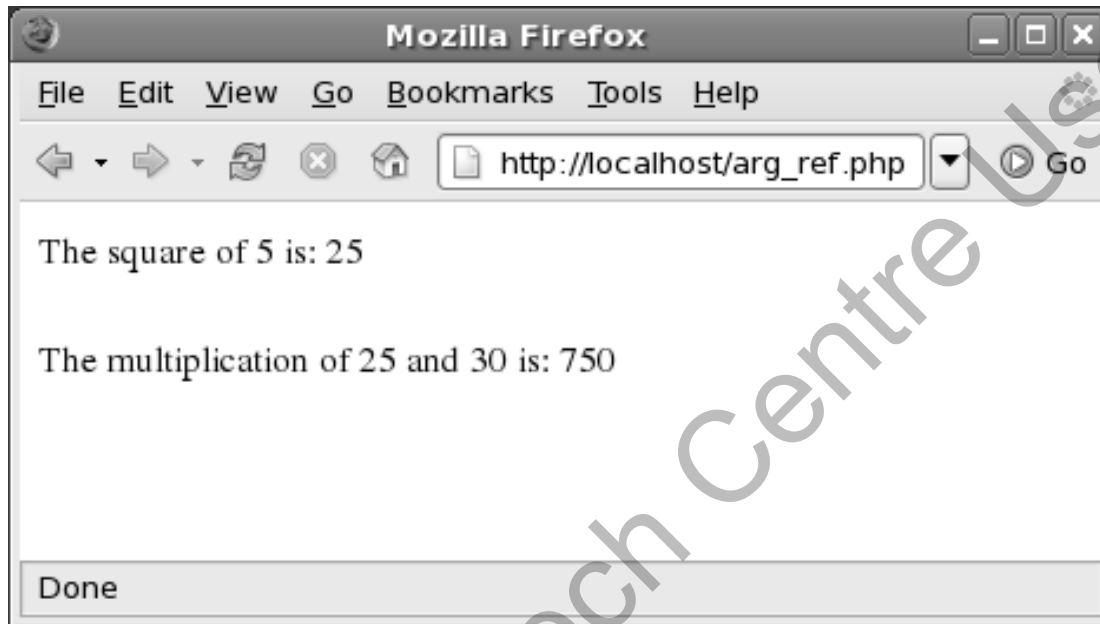 Mozilla Firefox
File Edit View Go Bookmarks Tools Help
http://localhost/arg_ref.php Go
The square of 5 is: 25
The multiplication of 25 and 30 is: 750
Done
Centre